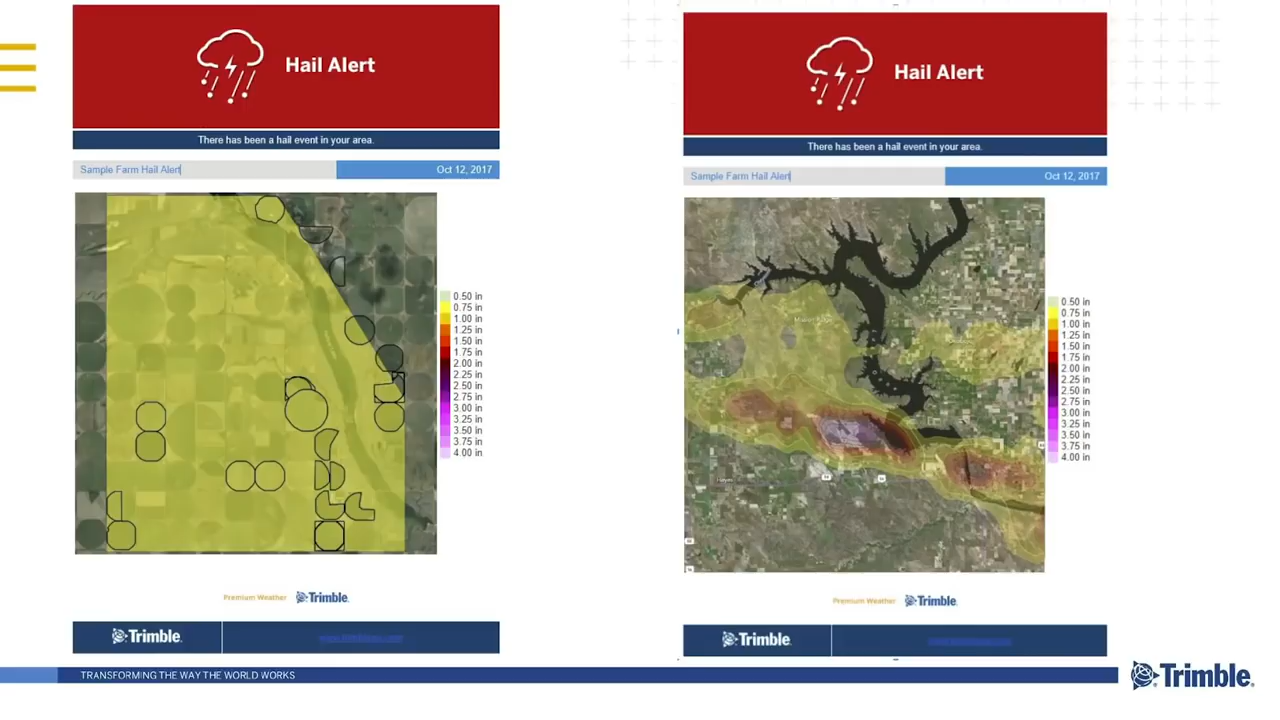 Hail Alert
There has been a hail event in your area.
Sample Farm Hail Alert
Oct 12, 2017
0.50 in
0.75 in
1.00 in
1.25 in
1.50 in
1.75 in
2.00 in
2.25 in
2.50 in
2.75 in
3.00 in
3.25 in
3.50 in
3.75 in
4.00 in
Premium Weather
Trimble
Trimble
Hail Alert
There has been a hail event in your area.
Sample Farm Hail Alert
Oct 12, 2017
0.50 in
0.75 in
1.00 in
1.25 in
1.50 in
1.75 in
2.00 in
2.25 in
2.50 in
2.75 in
3.00 in
3.25 in
3.50 in
3.75 in
4.00 in
Premium Weather
Trimble
Trimble
TRANSFORMING THE WAY THE WORLD WORKS
Trimble